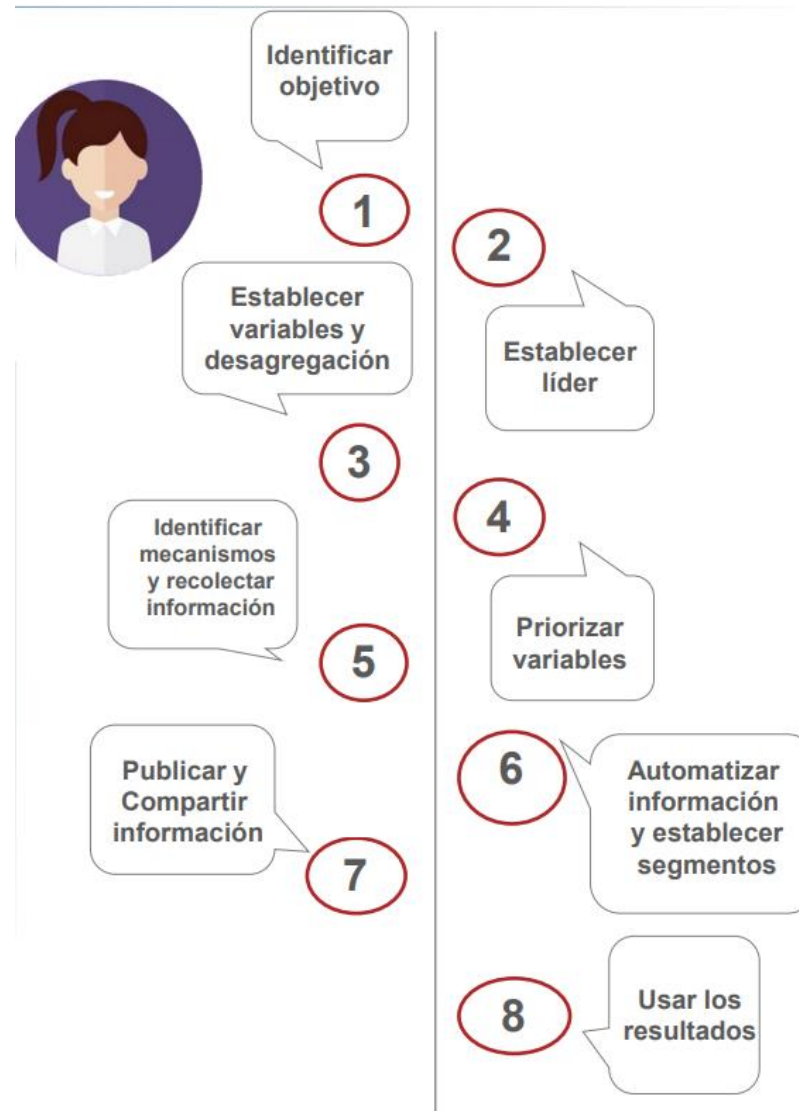 Identificar
objetivo
1
2
Establecer
líder
Establecer
variables y
desagregación
3
4
Priorizar
variables
Identificar
mecanismos
y recolectar
información
5
6
Automatizar
información
y establecer
segmentos
Publicar y
Compartir
información
7
8
Usar los
resultados